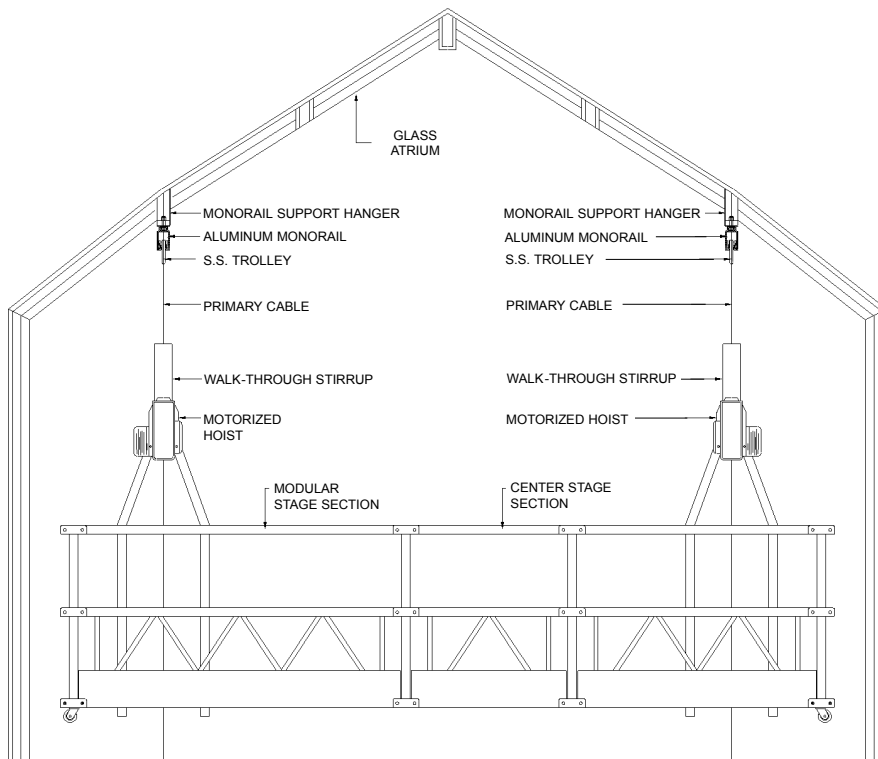 GLASS
ATRIUM
MONORAIL SUPPORT HANGER
MONORAIL SUPPORT HANGER
ALUMINUM MONORAIL
ALUMINUM MONORAIL
S.S. TROLLEY
S.S. TROLLEY
PRIMARY CABLE
PRIMARY CABLE
WALK-THROUGH STIRRUP
WALK-THROUGH STIRRUP
MOTORIZED
HOIST
MOTORIZED HOIST
MODULAR
STAGE SECTION
CENTER STAGE
SECTION